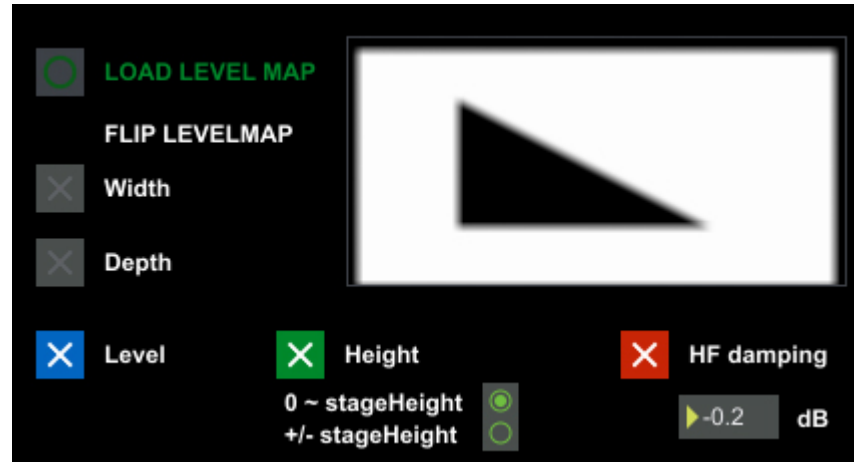 LOAD LEVEL MAP
FLIP LEVELMAP
Width
Depth
Level
Height
HF damping
0 ~ stageHeight
+/- stageHeight
-0.2 dB